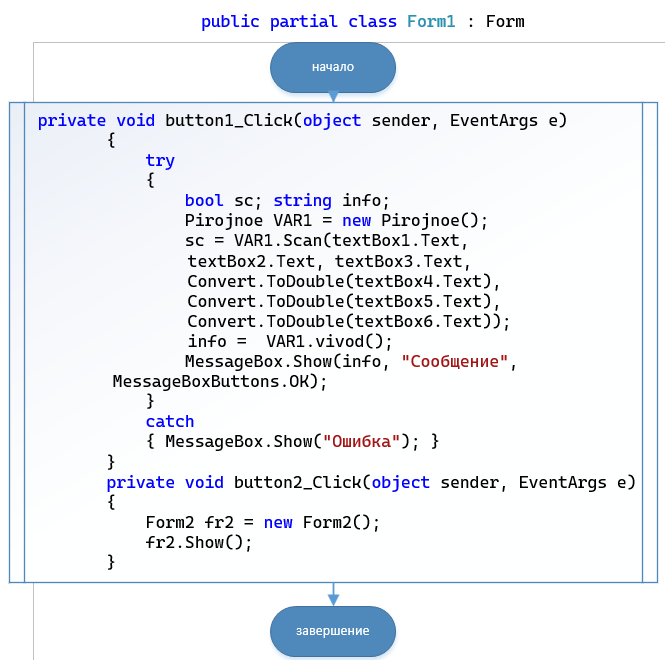 public partial class Form1 : Form
начало
private void button1_Click(object sender, EventArgs e)
{
try
{
bool sc; string info;
Pirojnoe VAR1 = new Pirojnoe();
sc = VAR1.Scan(textBox1.Text,
textBox2.Text, textBox3.Text,
Convert.ToDouble(textBox4.Text),
Convert.ToDouble(textBox5.Text),
Convert.ToDouble(textBox6.Text));
info =  VAR1.vivod();
MessageBox.Show(info, "Сообщение",
MessageBoxButtons.OK);
}
catch
{ MessageBox.Show("Ошибка"); }
}
private void button2_Click(object sender, EventArgs e)
{
Form2 fr2 = new Form2();
fr2.Show();
}
завершение